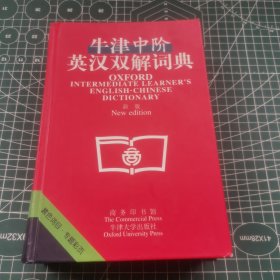 牛津中阶
英汉双解词典
OXFORD
INTERMEDIATE LEARNER'S
ENGLISH-CHINESE
DICTIONARY
新版
New edition
商务印书馆
The Commercial Press
牛津大学出版社
Oxford University Press